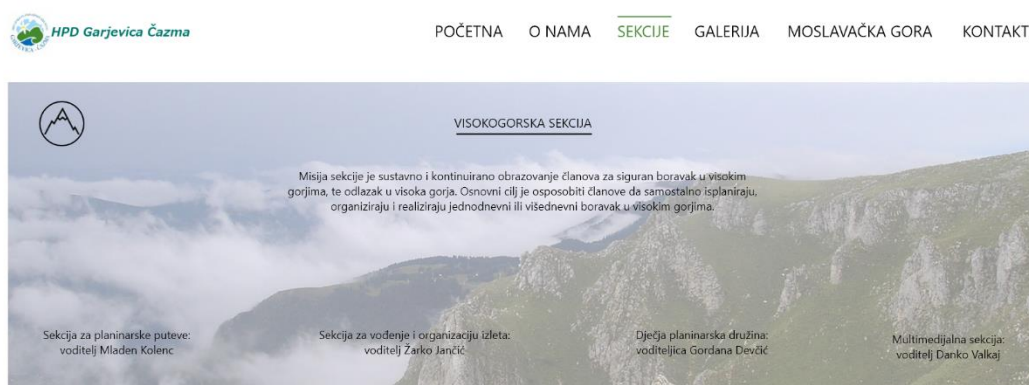 HPD Garjevica Čazma
POČETNA O NAMA SEKCIJE GALERIJA MOSLAVAČKA GORA KONTAKT
VISOKOGORSKA SEKCIJA
Misija sekcije je sustavno i kontinuirano obrazovanje članova za siguran boravak u visokim
gorjima, te odlazak u visoka gorja. Osnovni cilj je osposobiti članove da samostalno isplaniraju,
organiziraju i realiziraju jednodnevni ili višednevni boravak u visokim gorjima.
Sekcija za planinarske puteve:
voditelj Mladen Kolenc
Sekcija za vođenje i organizaciju izleta:
voditelj Žarko Jančić
Dječja planinarska družina:
voditeljica Gordana Devčić
Multimedijalna sekcija:
voditelj Danko Valkaj